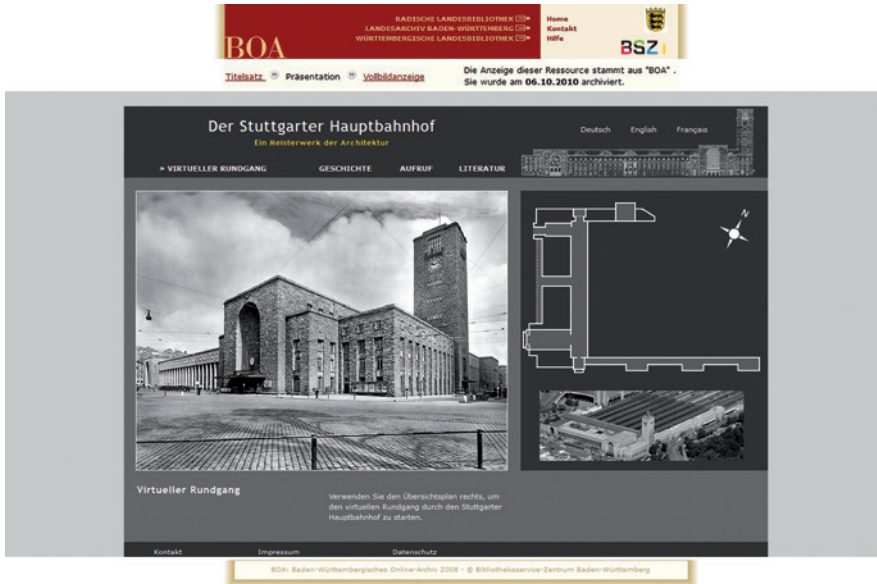 BADISCHE LANDESBIBLIOTHEK
LANDESARCHIV BADEN-WÜRTTEMBERG
WÜRTTEMBERGISCHE LANDESBIBLIOTHEK
Home
Kontakt
Hilfe
BOA
BSZ
Titelsatz Präsentation Vollbildanzeige
Die Anzeige dieser Ressource stammt aus "BOA" .
Sie wurde am 06.10.2010 archiviert.
Der Stuttgarter Hauptbahnhof
Ein Meisterwerk der Architektur
Deutsch English Français
» VIRTUELLER RUNDGANG GESCHICHTE AUFRUF LITERATUR
N
Virtueller Rundgang
Verwenden Sie den Übersichtsplan rechts, um
den virtuellen Rundgang durch den Stuttgarter
Hauptbahnhof zu starten.
Kontakt Impressum Datenschutz
BOA: Baden-Württembergisches Online-Archiv 2008 - © Bibliotheksservice-Zentrum Baden-Württemberg